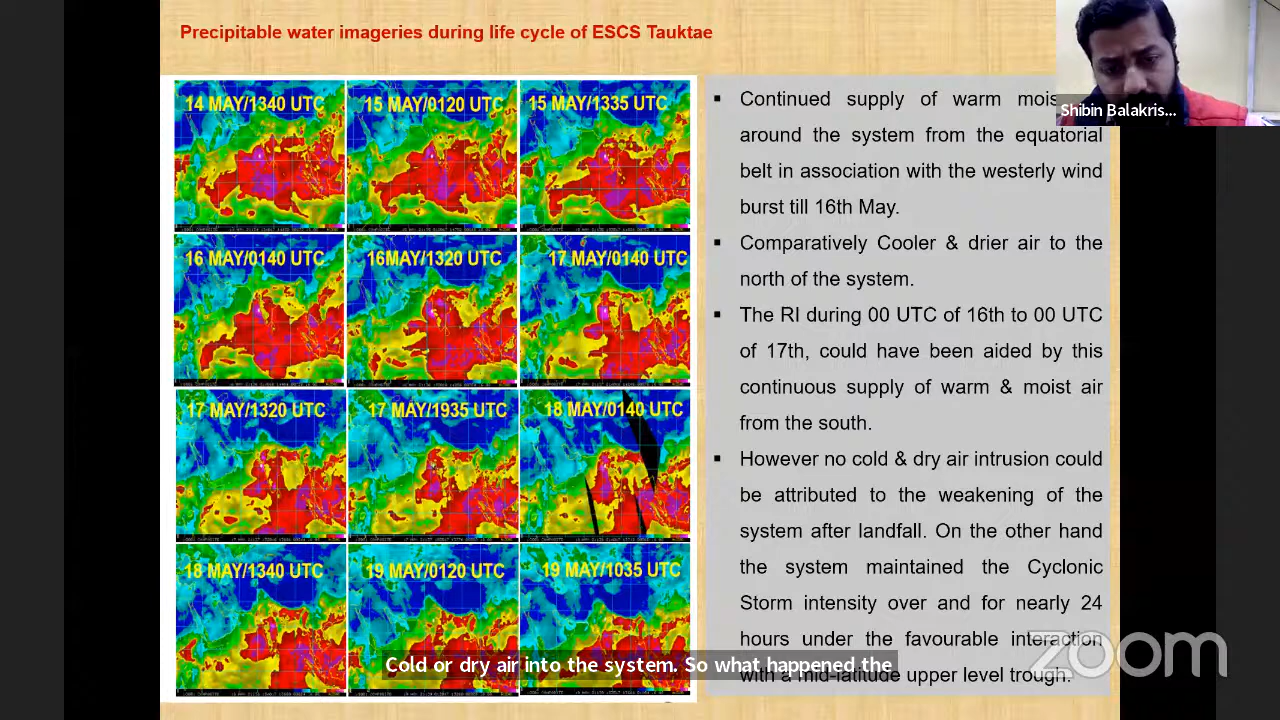 Precipitable water imageries during life cycle of ESCS Tauktae
Shibin Balakris...
14 MAY/1340 UTC
15 MAY/0120 UTC
15 MAY/1335 UTC
16 MAY/0140 UTC
16MAY/1320 UTC
17 MAY/0140 UTC
17 MAY/1320 UTC
17 MAY/1935 UTC
18 MAY/0140 UTC
18 MAY/1340 UTC
19 MAY/0120 UTC
19 MAY/1035 UTC
▪ Continued supply of warm mois
around the system from the equatorial
belt in association with the westerly wind
burst till 16th May.
▪ Comparatively Cooler & drier air to the
north of the system.
▪ The RI during 00 UTC of 16th to 00 UTC
of 17th, could have been aided by this
continuous supply of warm & moist air
from the south.
▪ However no cold & dry air intrusion could
be attributed to the weakening of the
system after landfall. On the other hand
the system maintained the Cyclonic
Storm intensity over and for nearly 24
hours under the favourable interaction
with a mid-latitude upper level trough.
Cold or dry air into the system. So what happened the
zoom